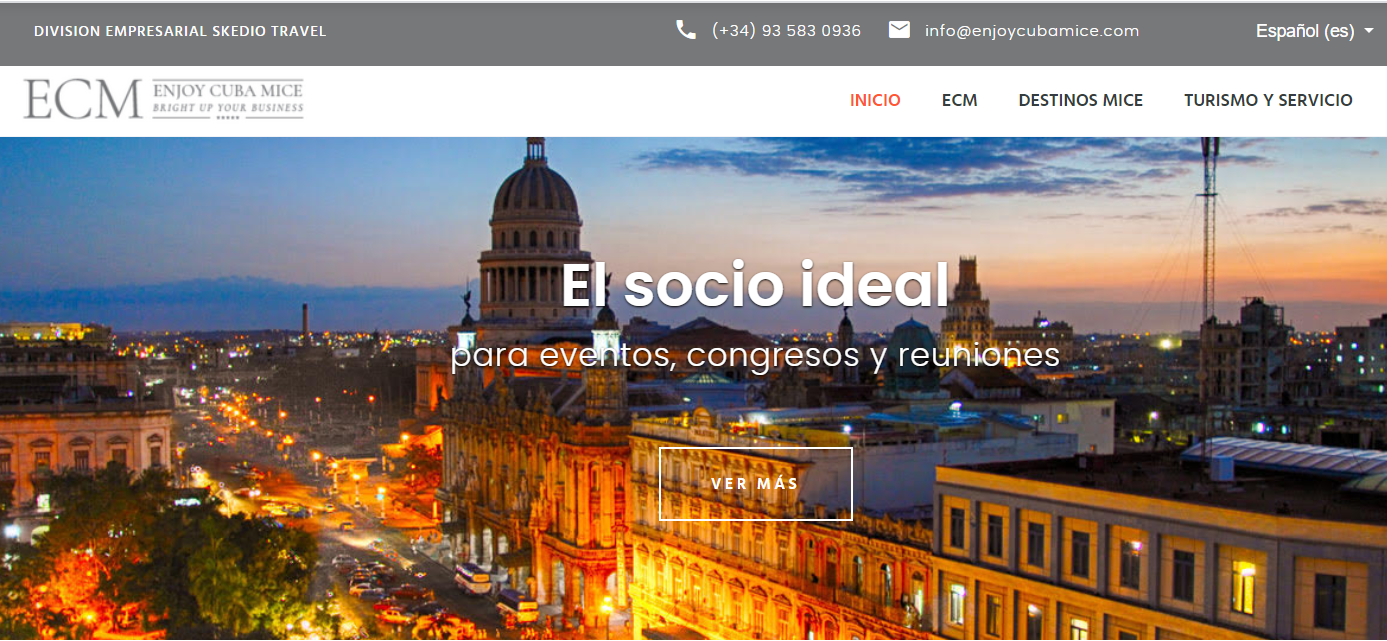 DIVISION EMPRESARIAL SKEDIO TRAVEL
(+34) 93 583 0936
info@enjoycubamice.com
Español (es)
ECM
ENJOY CUBA MICE
BRIGHT UP YOUR BUSINESS
INICIO
ECM
DESTINOS MICE
TURISMO Y SERVICIO
El socio ideal
para eventos, congresos y reuniones
VER MÁS